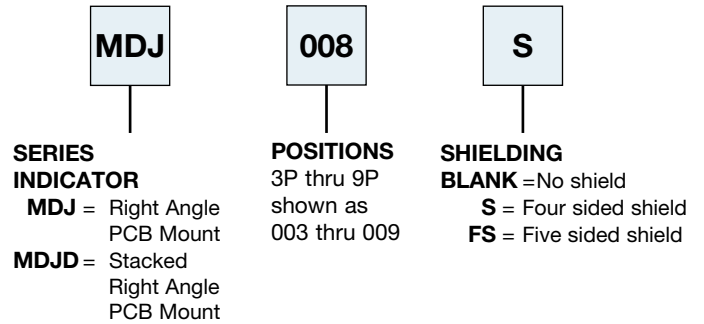 MDJ
008
S
SERIES
INDICATOR
MDJ = Right Angle
PCB Mount
MDJD = Stacked
Right Angle
PCB Mount
POSITIONS
3P thru 9P
shown as
003 thru 009
SHIELDING
BLANK =No shield
S = Four sided shield
FS = Five sided shield